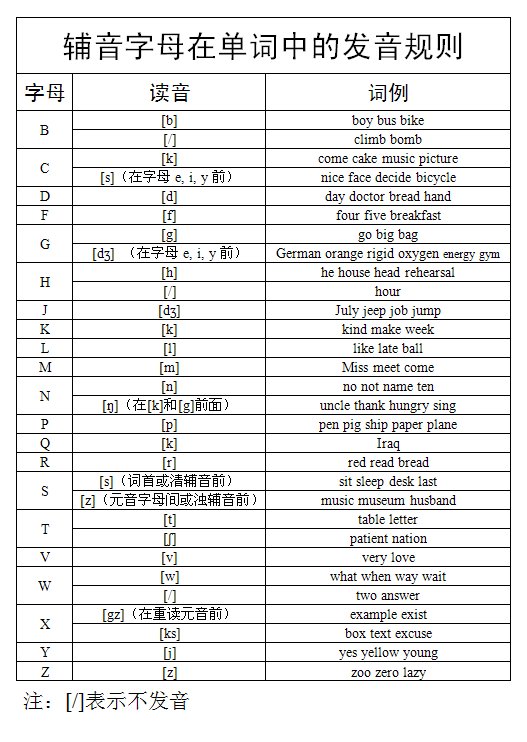 辅音字母在单词中的发音规则
字母 读音 词例
B [b] boy bus bike
[/] climb bomb
C [k] come cake music picture
[s]（在字母 e, i, y 前） nice face decide bicycle
D [d] day doctor bread hand
F [f] four five breakfast
G [g] go big bag
[dʒ] （在字母 e, i, y 前） German orange rigid oxygen energy gym
H [h] he house head rehearsal
[/] hour
J [dʒ] July jeep job jump
K [k] kind make week
L [l] like late ball
M [m] Miss meet come
N [n] no not name ten
[ŋ]（在[k]和[g]前面） uncle thank hungry sing
P [p] pen pig ship paper plane
Q [k] Iraq
R [r] red read bread
S [s]（词首或清辅音前） sit sleep desk last
[z]（元音字母间或浊辅音前） music museum husband
T [t] table letter
[ʃ] patient nation
V [v] very love
W [w] what when way wait
[/] two answer
X [gz]（在重读元音前） example exist
[ks] box text excuse
Y [j] yes yellow young
Z [z] zoo zero lazy
注：[/]表示不发音